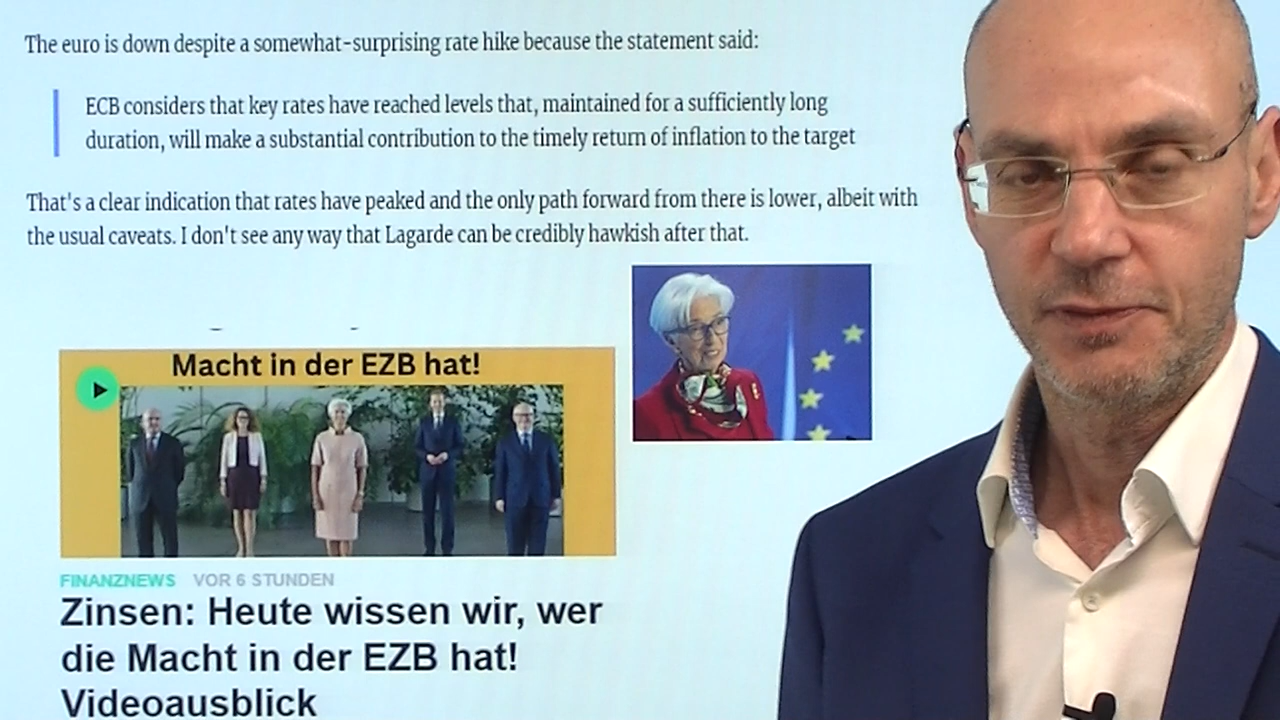 The euro is down despite a somewhat-surprising rate hike because the statement said:
ECB considers that key rates have reached levels that, maintained for a sufficiently long
duration, will make a substantial contribution to the timely return of inflation to the target
That's a clear indication that rates have peaked and the only path forward from there is lower, albeit with
the usual caveats. I don't see any way that Lagarde can be credibly hawkish after that.
Macht in der EZB hat!
FINANZNEWS VOR 6 STUNDEN
Zinsen: Heute wissen wir, wer
die Macht in der EZB hat!
Videoausblick